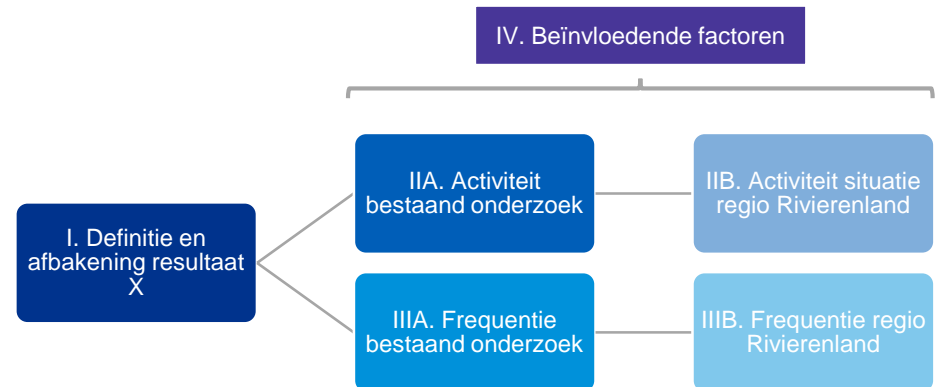 IV. Beïnvloedende factoren
IIA. Activiteit
bestaand onderzoek
IIB. Activiteit situatie
regio Rivierenland
I. Definitie en
afbakening resultaat
X
IIIA. Frequentie
bestaand onderzoek
IIIB. Frequentie regio
Rivierenland